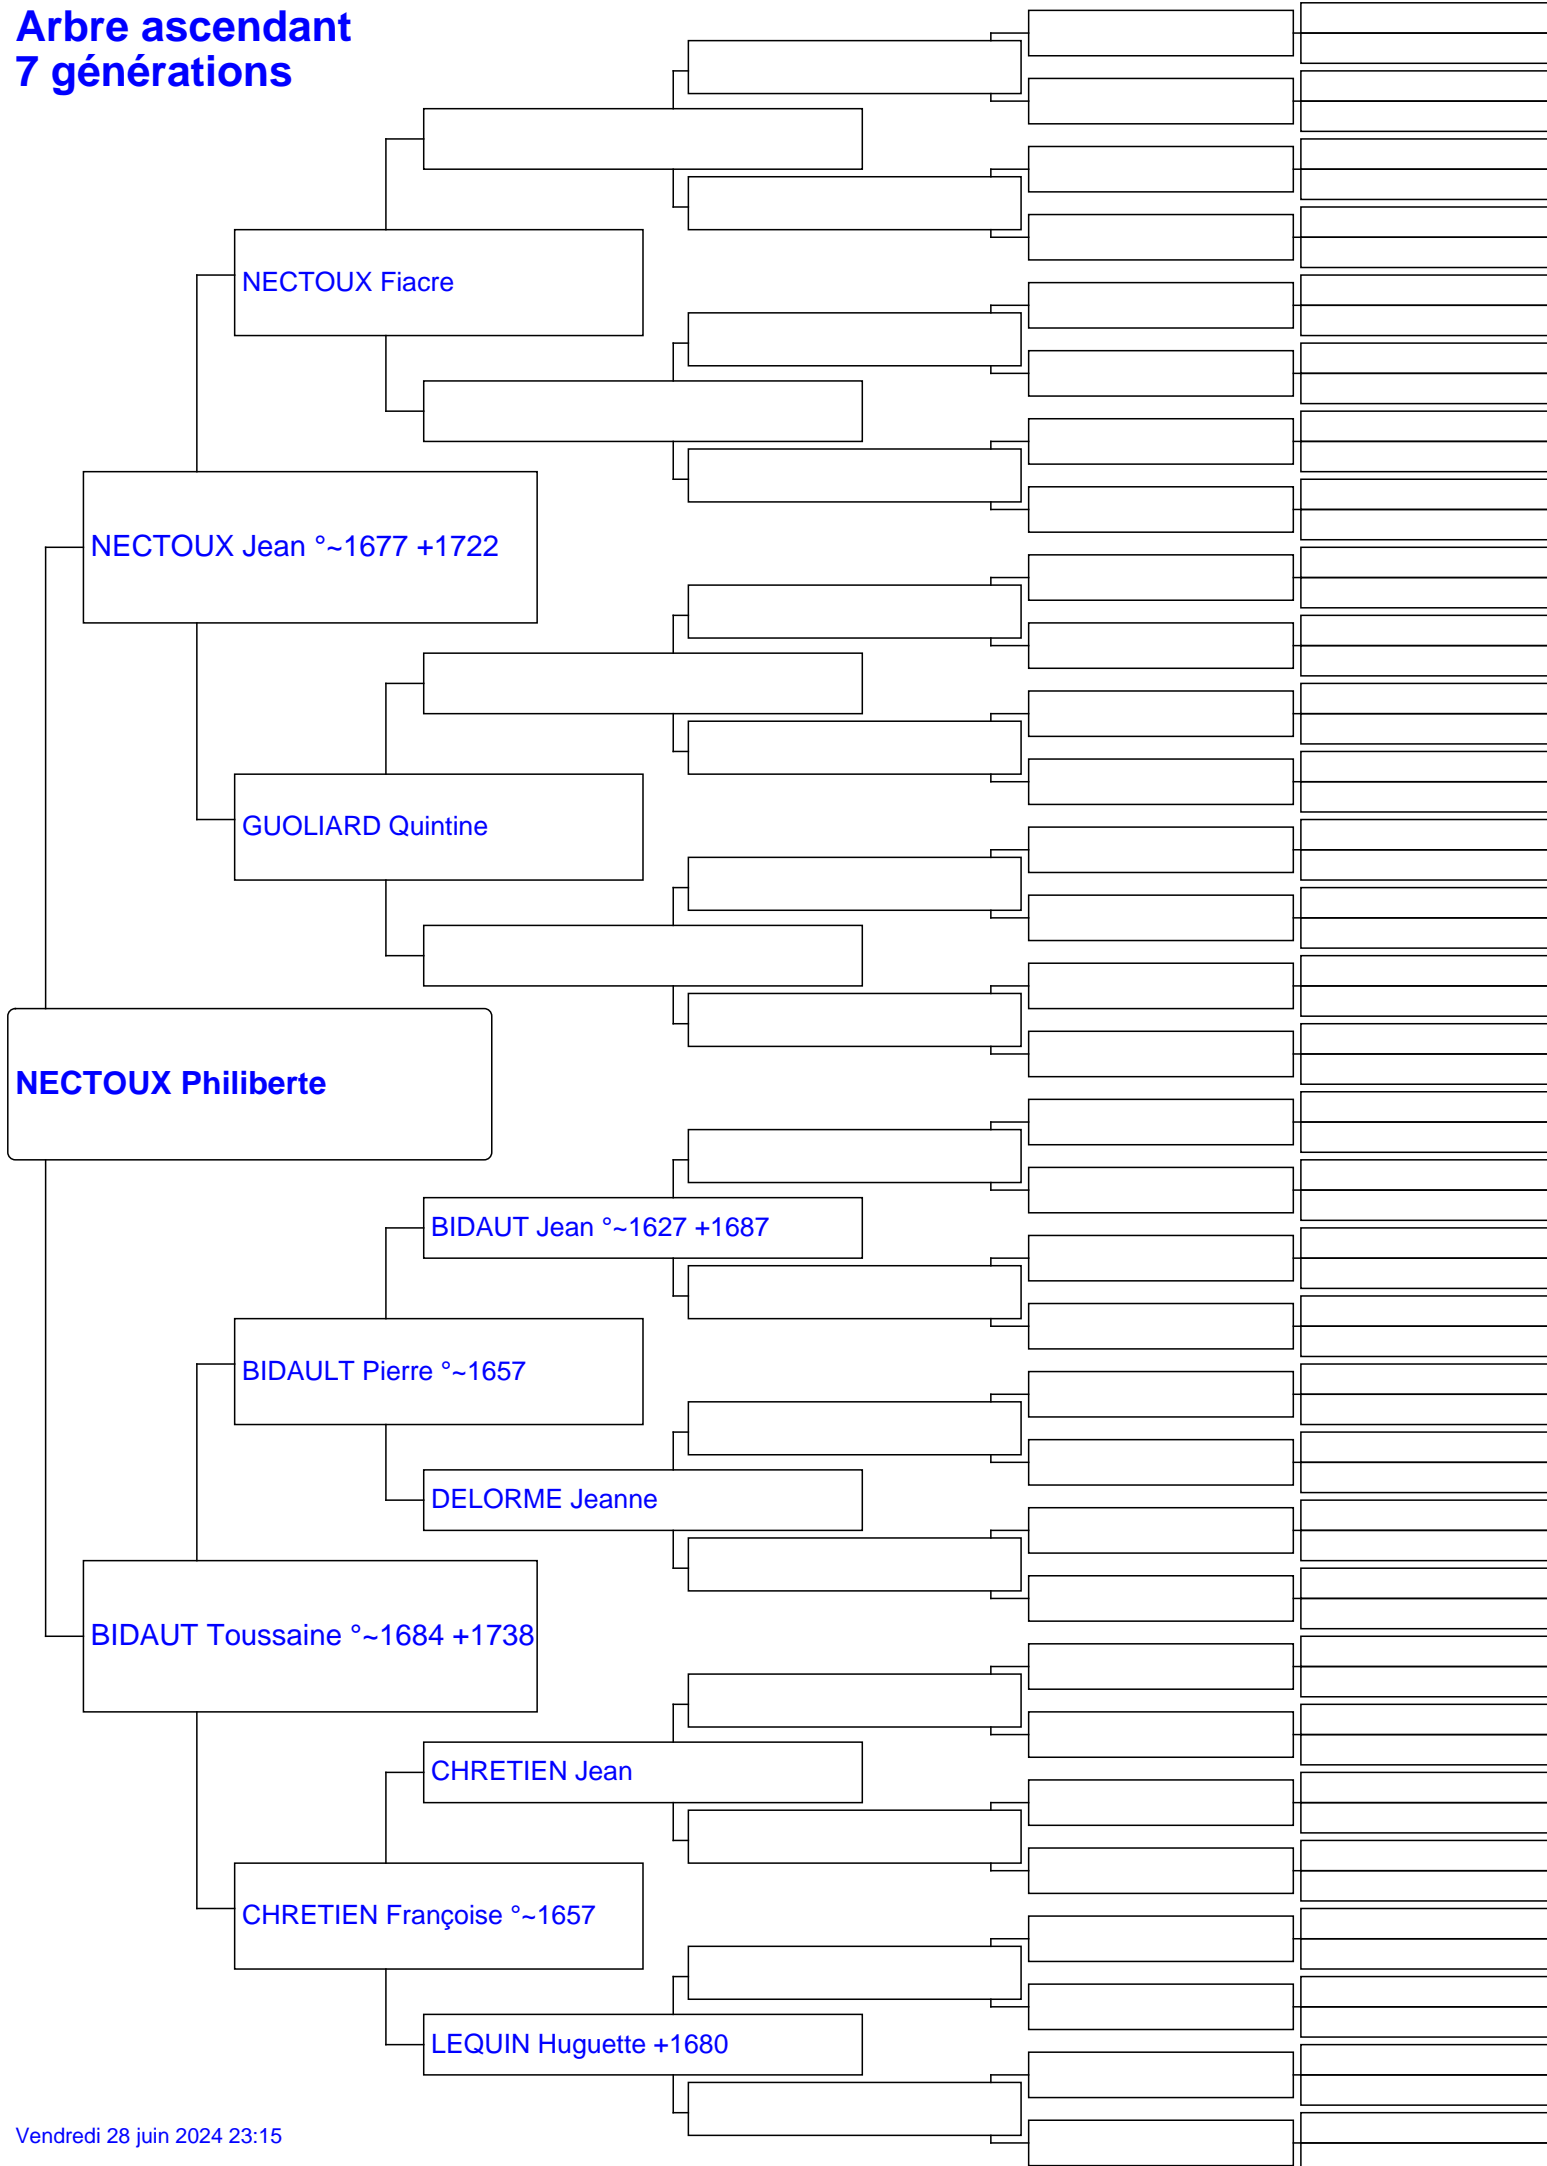 Arbre ascendant
7 générations
NECTOUX Fiacre
NECTOUX Jean °~1677 +1722
GUOLIARD Quintine
NECTOUX Philiberte
BIDAUT Jean °~1627 +1687
BIDAULT Pierre °~1657
DELORME Jeanne
BIDAUT Toussaine °~1684 +1738
CHRETIEN Jean
CHRETIEN Françoise °~1657
LEQUIN Huguette +1680
Vendredi 28 juin 2024 23:15